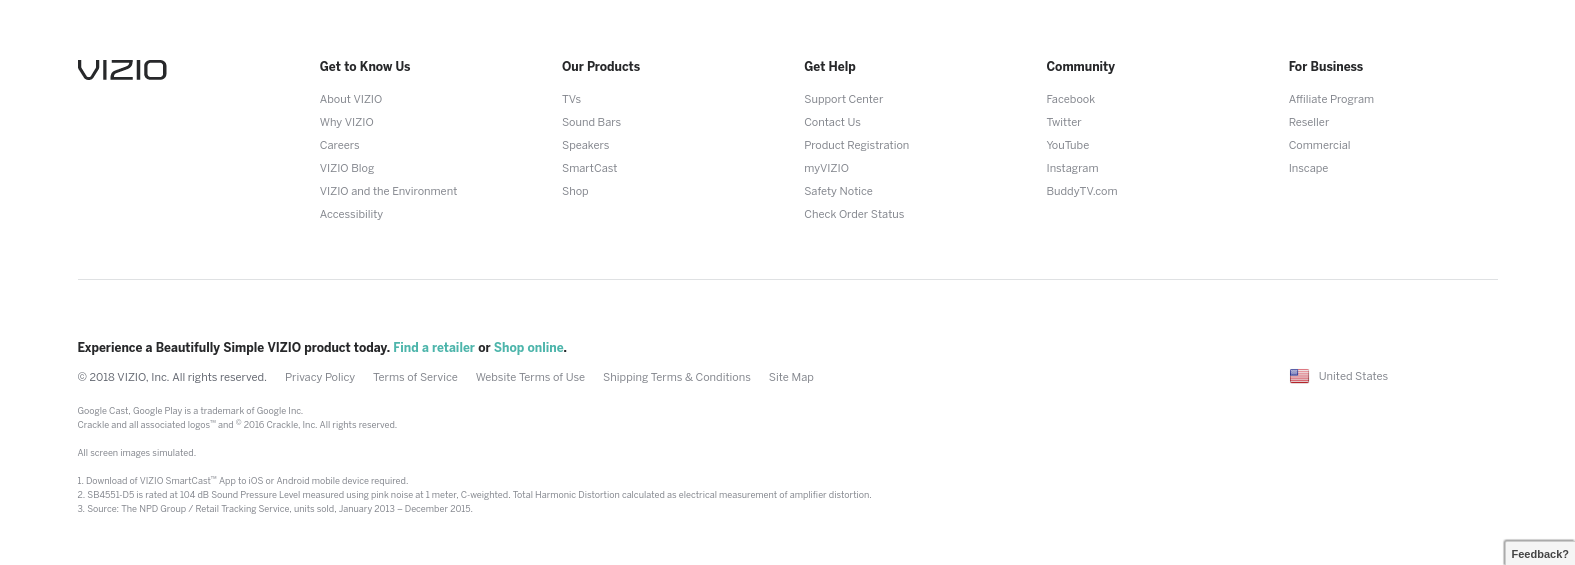 VIZIO
Get to Know Us
About VIZIO
Why VIZIO
Careers
VIZIO Blog
VIZIO and the Environment
Accessibility
Our Products
TVs
Sound Bars
Speakers
SmartCast
Shop
Get Help
Support Center
Contact Us
Product Registration
myVIZIO
Safety Notice
Check Order Status
Community
Facebook
Twitter
YouTube
Instagram
BuddyTV.com
For Business
Affiliate Program
Reseller
Commercial
Inscape
Experience a Beautifully Simple VIZIO product today. Find a retailer or Shop online.
© 2018 VIZIO, Inc. All rights reserved. Privacy Policy Terms of Service Website Terms of Use Shipping Terms & Conditions Site Map
United States
Google Cast, Google Play is a trademark of Google Inc.
Crackle and all associated logos™ and © 2016 Crackle, Inc. All rights reserved.
All screen images simulated.
1. Download of VIZIO SmartCast™ App to iOS or Android mobile device required.
2. SB4551-D5 is rated at 104 dB Sound Pressure Level measured using pink noise at 1 meter, C-weighted. Total Harmonic Distortion calculated as electrical measurement of amplifier distortion.
3. Source: The NPD Group / Retail Tracking Service, units sold, January 2013 – December 2015.
Feedback?